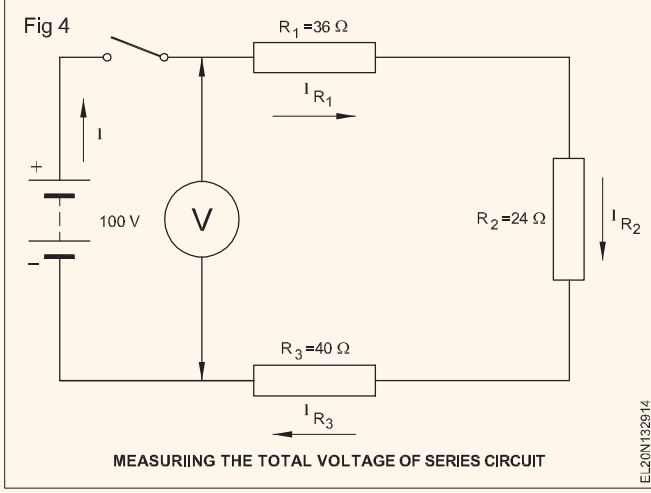 Fig 4
R1=36 Ω
IR1
I
+
100 V
V
R2=24 Ω
IR2
–
R3=40 Ω
IR3
MEASURIING THE TOTAL VOLTAGE OF SERIES CIRCUIT
EL20N132914